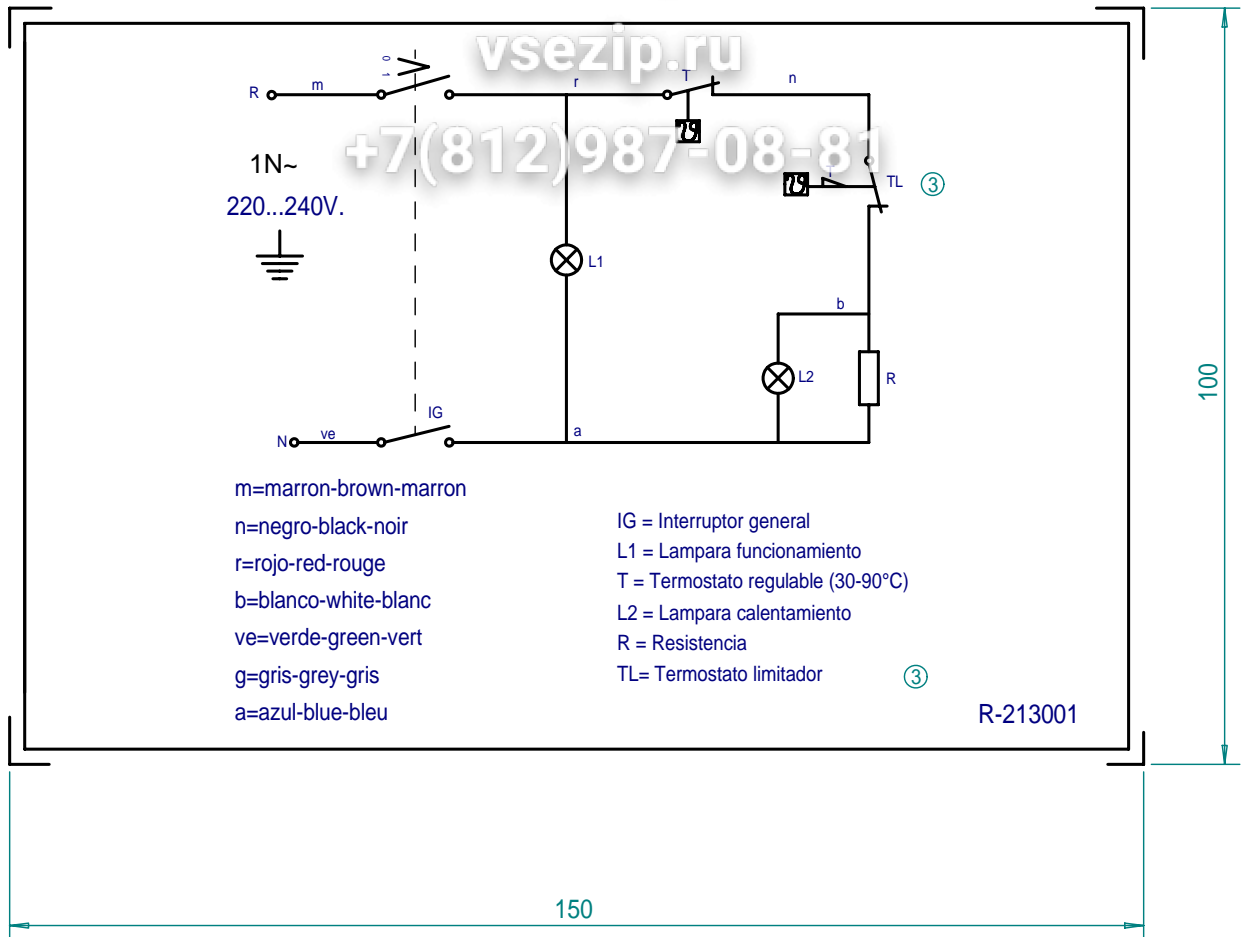 vsezip.ru
0 1
T
R
m
r
n
+7(812)987-08-81
1N~
T
TL
3
220...240V.
L1
b
L2
R
100
IG
N
ve
a
m=marron-brown-marron
n=negro-black-noir
r=rojo-red-rouge
b=blanco-white-blanc
ve=verde-green-vert
g=gris-grey-gris
a=azul-blue-bleu
IG = Interruptor general
L1 = Lampara funcionamiento
T = Termostato regulable (30-90°C)
L2 = Lampara calentamiento
R = Resistencia
TL= Termostato limitador
3
R-213001
150